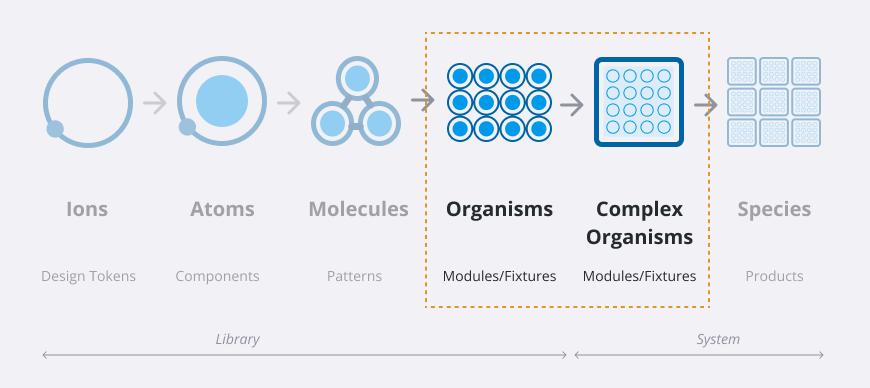 Ions
Atoms
Molecules
Organisms
Complex
Organisms
Species
Design Tokens
Components
Patterns
Modules/Fixtures
Modules/Fixtures
Products
Library
System